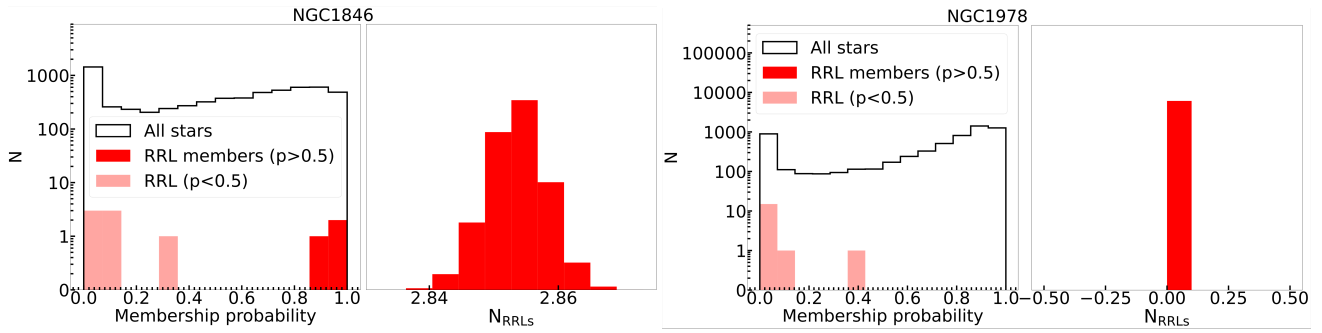 NGC1846
N
1000
100
10
1
0
All stars
RRL members (p>0.5)
RRL (p<0.5)
0.0 0.2 0.4 0.6 0.8 1.0
Membership probability
2.84 2.86
N_RRLs
NGC1978
N
100000
10000
1000
100
10
1
0
All stars
RRL members (p>0.5)
RRL (p<0.5)
0.0 0.2 0.4 0.6 0.8 1.0
Membership probability
−0.50 −0.25 0.00 0.25 0.50
N_RRLs